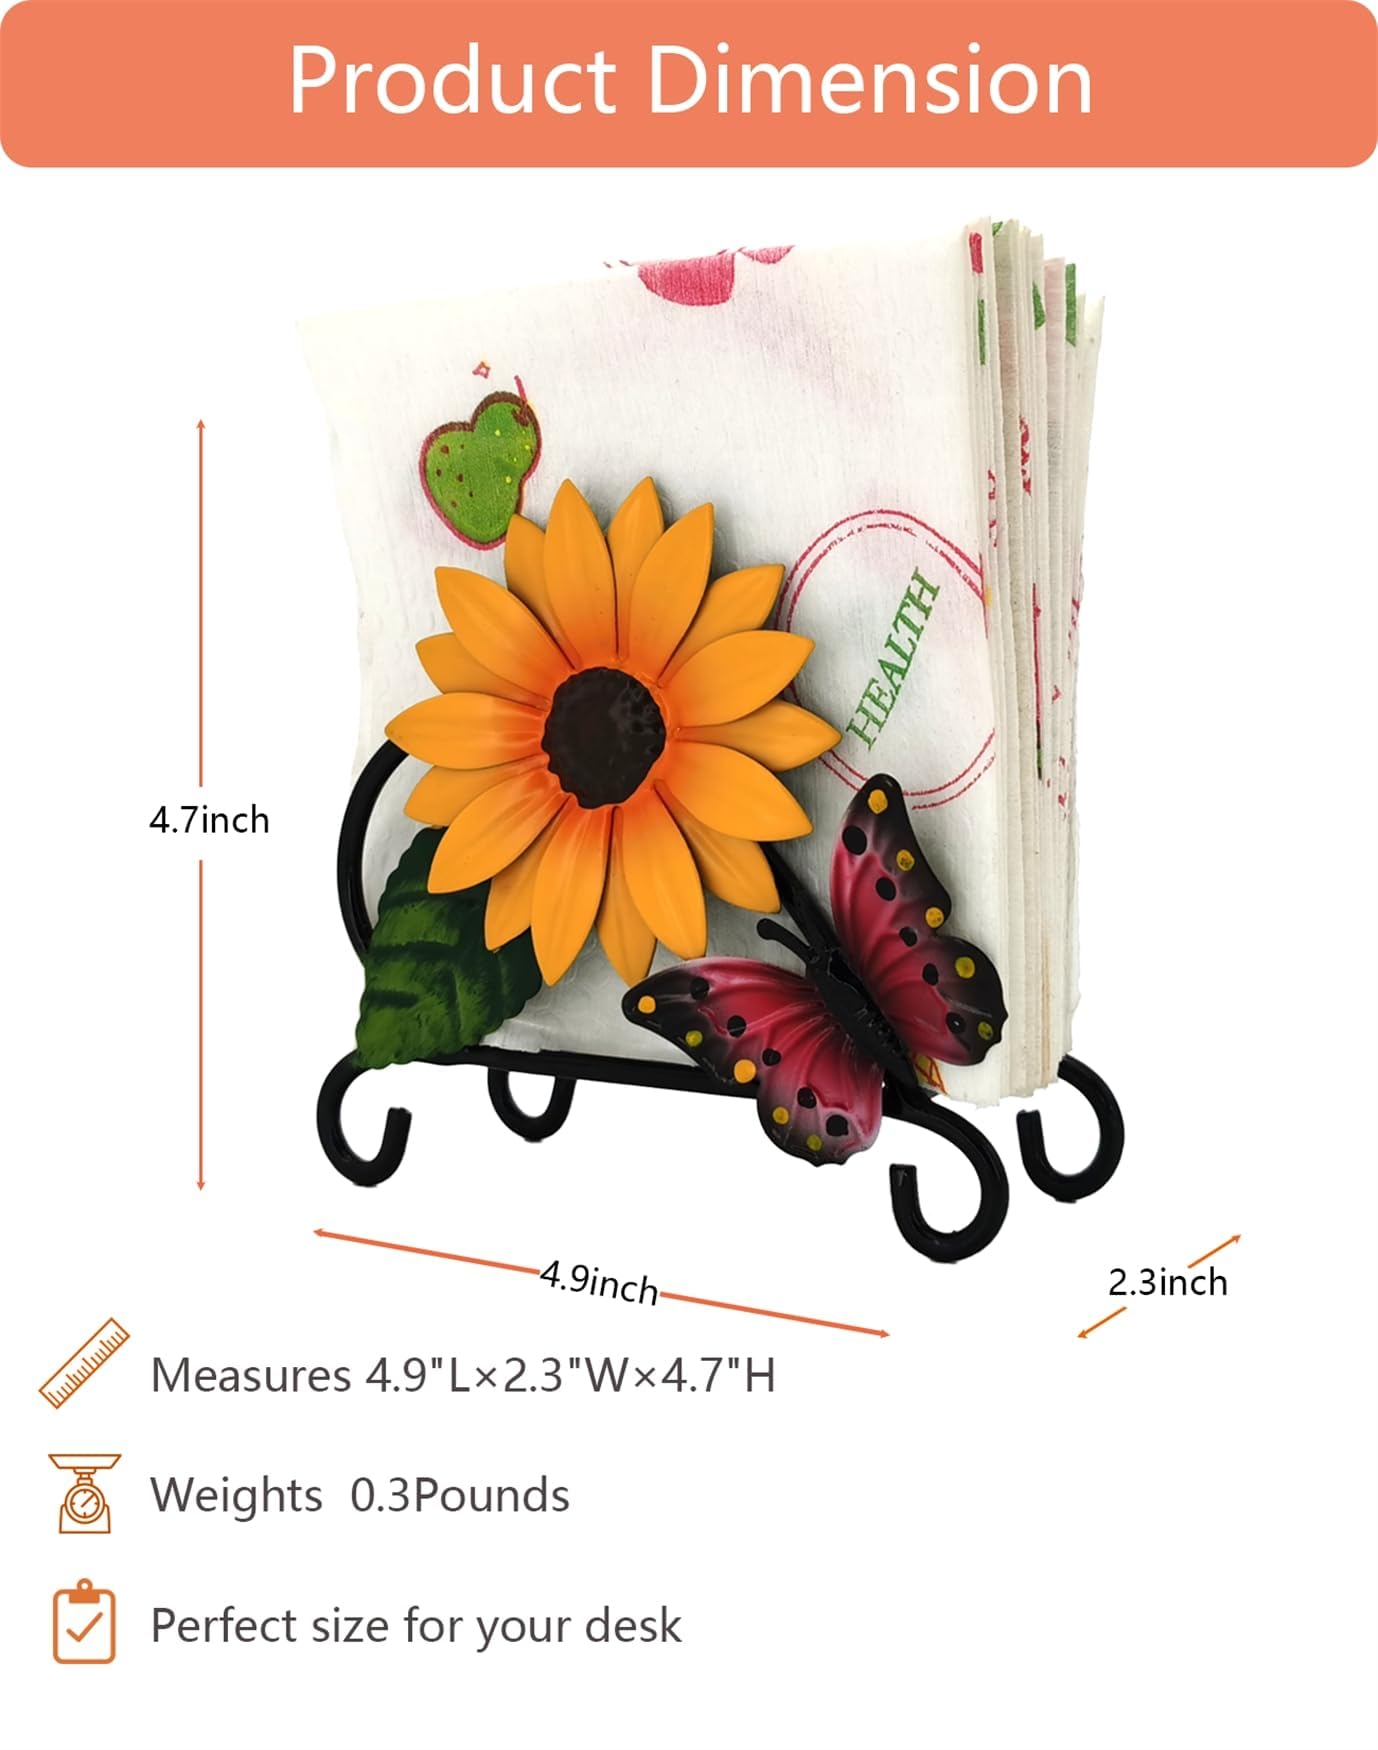 Product Dimension
HEALTH
4.7inch
4.9inch
2.3inch
Measures 4.9"L×2.3"W×4.7"H
Weights  0.3Pounds
Perfect size for your desk